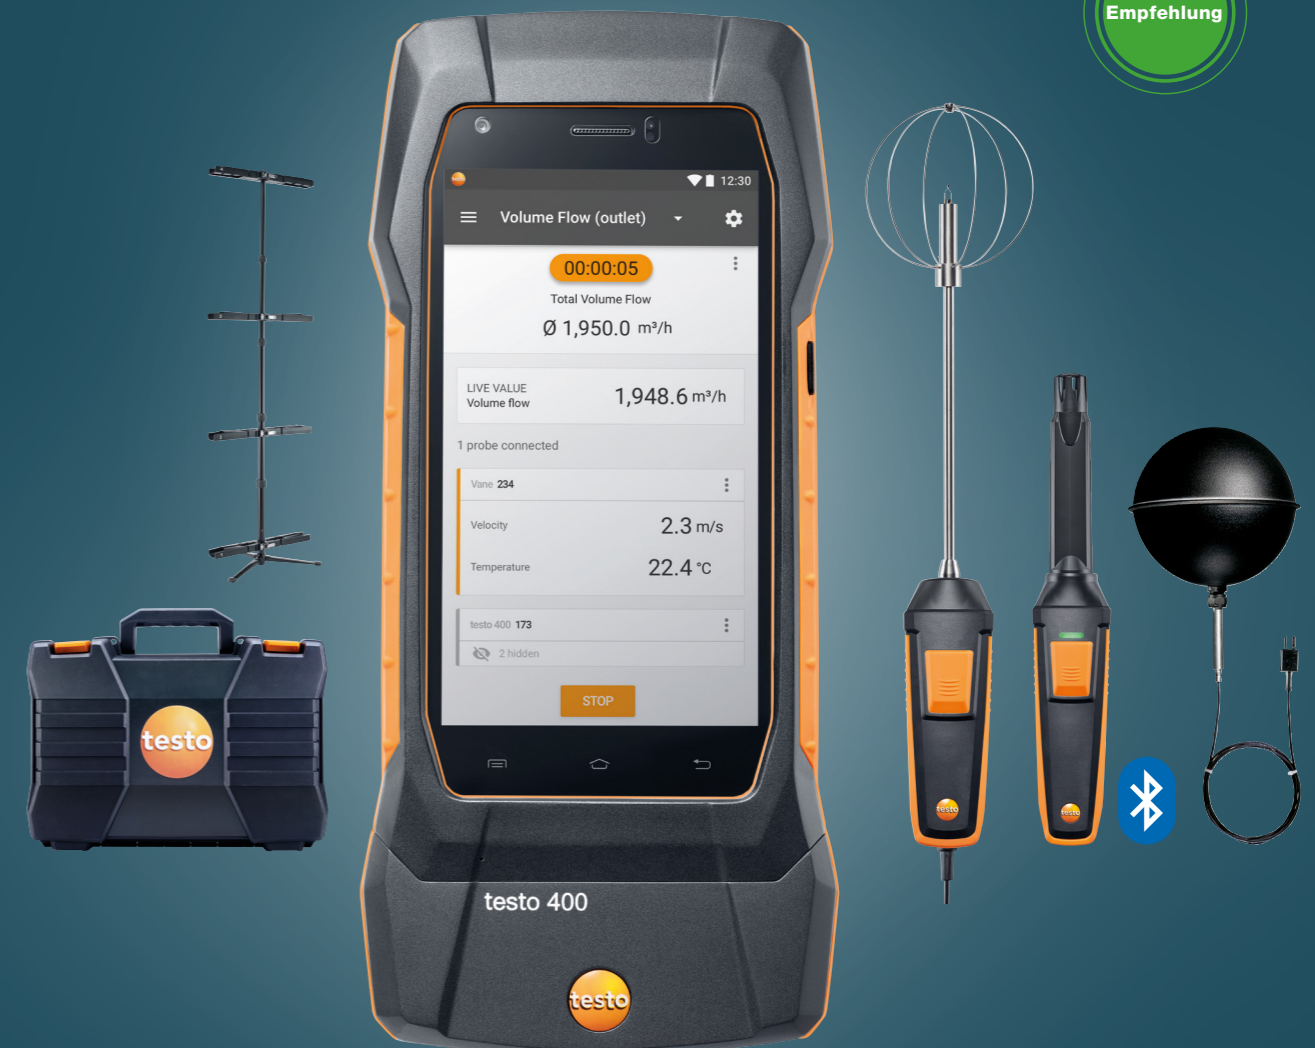 Empfehlung
12:30
Volume Flow (outlet)
00:00:05
Total Volume Flow
Ø 1,950.0 m³/h
LIVE VALUE
Volume flow
1,948.6 m³/h
1 probe connected
Vane 234
Velocity
2.3 m/s
Temperature
22.4 °C
testo 400 173
2 hidden
STOP
testo 400
testo
testo
testo
testo